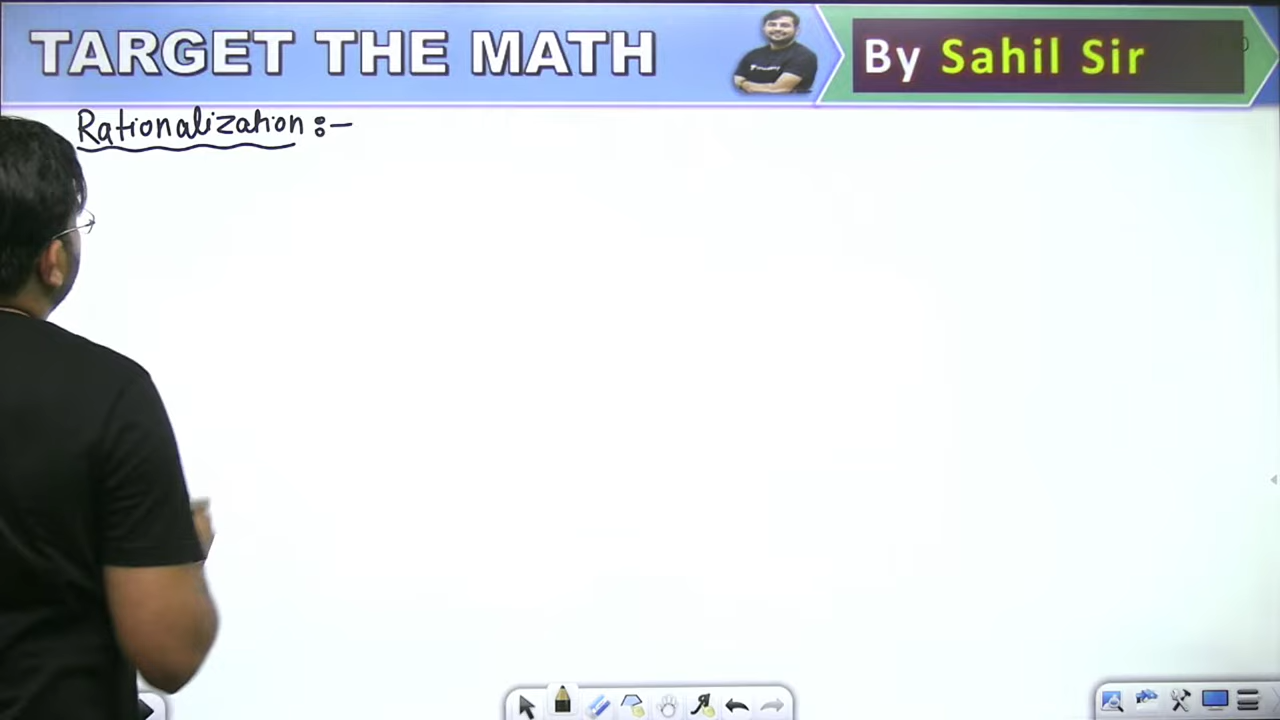 TARGET THE MATH
By Sahil Sir
Rationalization :-